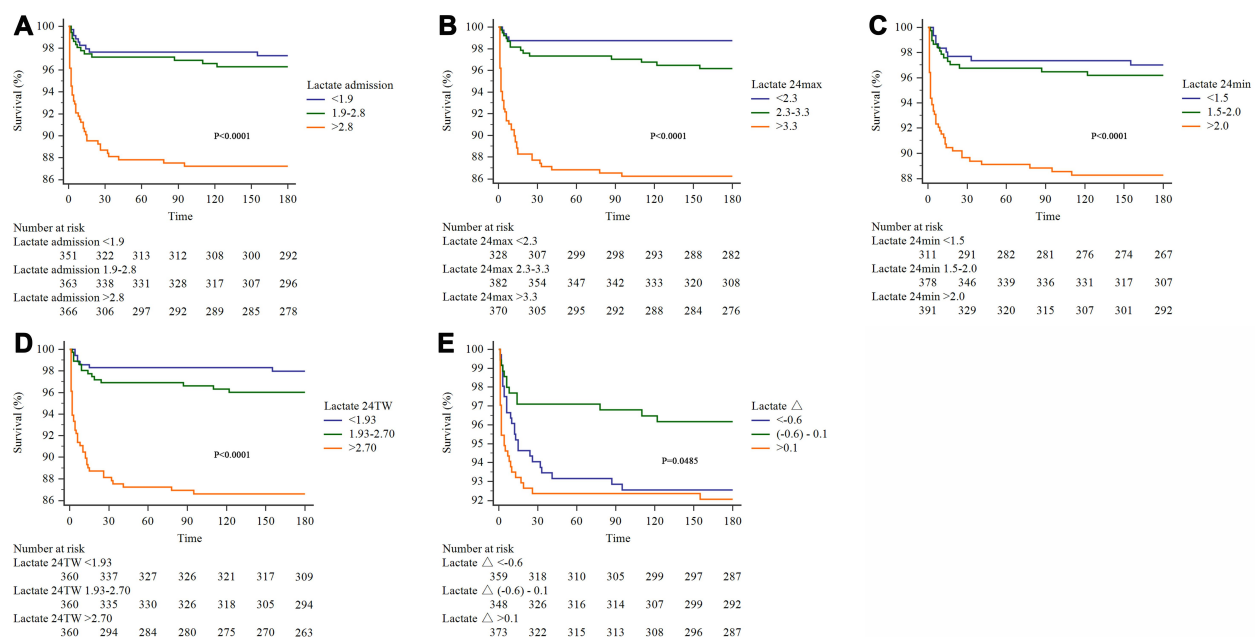 A
100
98
96
94
92
90
88
86
Survival (%)
0 30 60 90 120 150 180
Time
P<0.0001
Lactate admission
<1.9
1.9-2.8
>2.8
Number at risk
Lactate admission <1.9
351 322 313 312 308 300 292
Lactate admission 1.9-2.8
363 338 331 328 317 307 296
Lactate admission >2.8
366 306 297 292 289 285 278
B
100
98
96
94
92
90
88
86
Survival (%)
0 30 60 90 120 150 180
Time
P<0.0001
Lactate 24max
<2.3
2.3-3.3
>3.3
Number at risk
Lactate 24max <2.3
328 307 299 298 293 288 282
Lactate 24max 2.3-3.3
382 354 347 342 333 320 308
Lactate 24max >3.3
370 305 295 292 288 284 276
C
100
98
96
94
92
90
88
Survival (%)
0 30 60 90 120 150 180
Time
P<0.0001
Lactate 24min
<1.5
1.5-2.0
>2.0
Number at risk
Lactate 24min <1.5
311 291 282 281 276 274 267
Lactate 24min 1.5-2.0
378 346 339 336 331 317 307
Lactate 24min >2.0
391 329 320 315 307 301 292
D
100
98
96
94
92
90
88
86
Survival (%)
0 30 60 90 120 150 180
Time
P<0.0001
Lactate 24TW
<1.93
1.93-2.70
>2.70
Number at risk
Lactate 24TW <1.93
360 337 327 326 321 317 309
Lactate 24TW 1.93-2.70
360 335 330 326 318 305 294
Lactate 24TW >2.70
360 294 284 280 275 270 263
E
100
99
98
97
96
95
94
93
92
Survival (%)
0 30 60 90 120 150 180
Time
P=0.0485
Lactate △
<-0.6
(-0.6) - 0.1
>0.1
Number at risk
Lactate △ <-0.6
359 318 310 305 299 297 287
Lactate △ (-0.6) - 0.1
348 326 316 314 307 299 292
Lactate △ >0.1
373 322 315 313 308 296 287